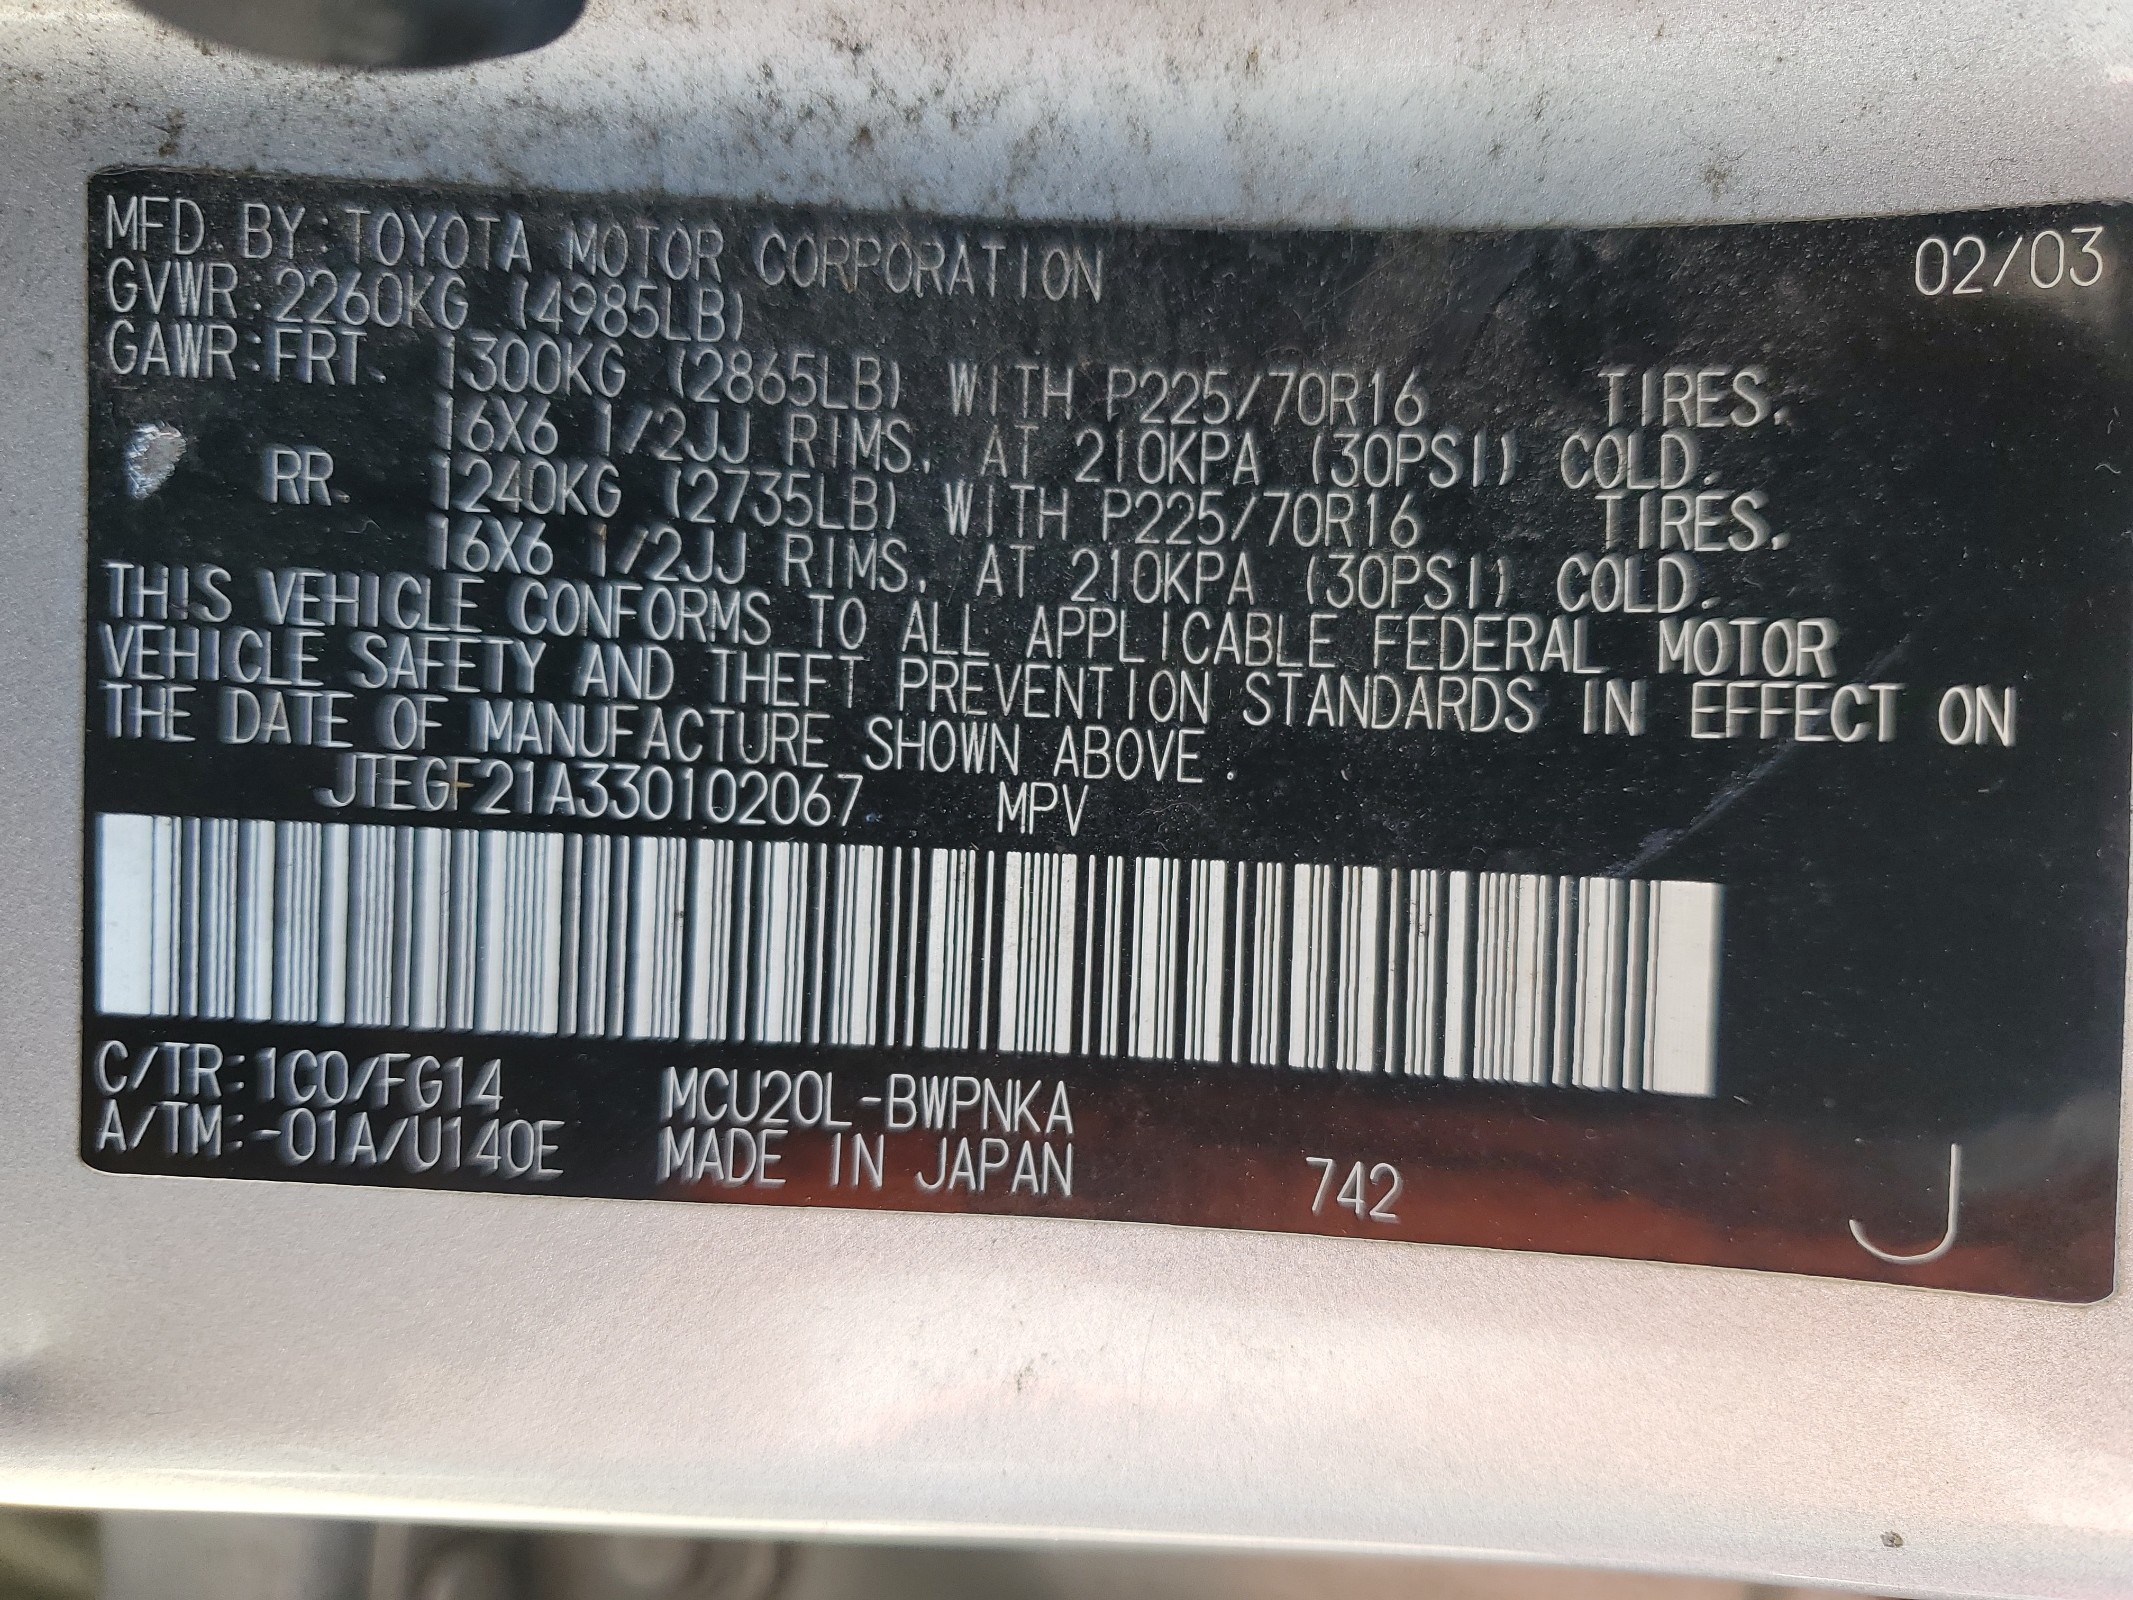 MFD. BY: TOYOTA MOTOR CORPORATION 02/03
GVWR: 2260KG (4985LB)
GAWR: FRT. 1300KG (2865LB) WITH P225/70R16 TIRES.
16X6 1/2JJ RIMS, AT 210KPA (30PSI) COLD.
RR. 1240KG (2735LB) WITH P225/70R16 TIRES.
16X6 1/2JJ RIMS, AT 210KPA (30PSI) COLD.
THIS VEHICLE CONFORMS TO ALL APPLICABLE FEDERAL MOTOR
VEHICLE SAFETY AND THEFT PREVENTION STANDARDS IN EFFECT ON
THE DATE OF MANUFACTURE SHOWN ABOVE.
JTEGF21A330102067 MPV
C/TR: 1C0/FG14 MCU20L-BWPNKA
A/TM: -01A/U140E MADE IN JAPAN 742 J